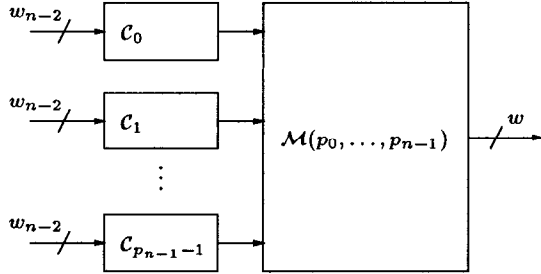 w_{n-2} C_0
w_{n-2} C_1 M(p_0, ..., p_{n-1}) w
⋮
w_{n-2} C_{p_{n-1}-1}